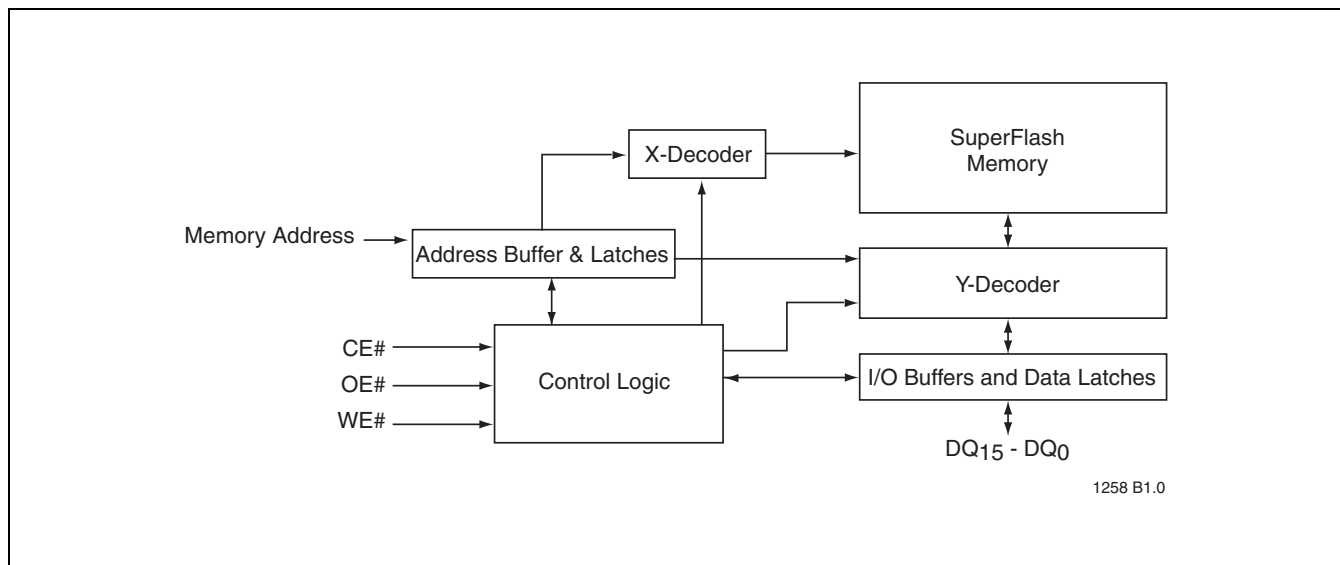 SuperFlash
Memory
X-Decoder
Memory Address
Address Buffer & Latches
Y-Decoder
CE#
OE#
WE#
Control Logic
I/O Buffers and Data Latches
DQ15 - DQ0
1258 B1.0